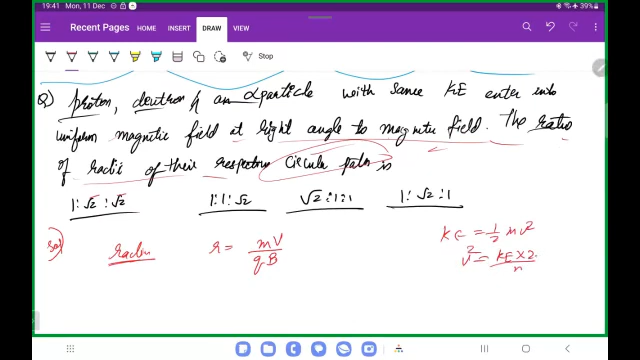 19:41 Mon, 11 Dec 39%
Recent Pages HOME INSERT DRAW VIEW
Stop
Q) proton, deutron & an α particle with same KE enter into
uniform magnetic field at right angle to magnetic field. The ratio
of radii of their respective circular paths is
1:√2:√2 1:1:√2 √2:1:1 1:√2:1
Sol) radius r = mV / qB KE = 1/2 mv²
v² = KE × 2 / m